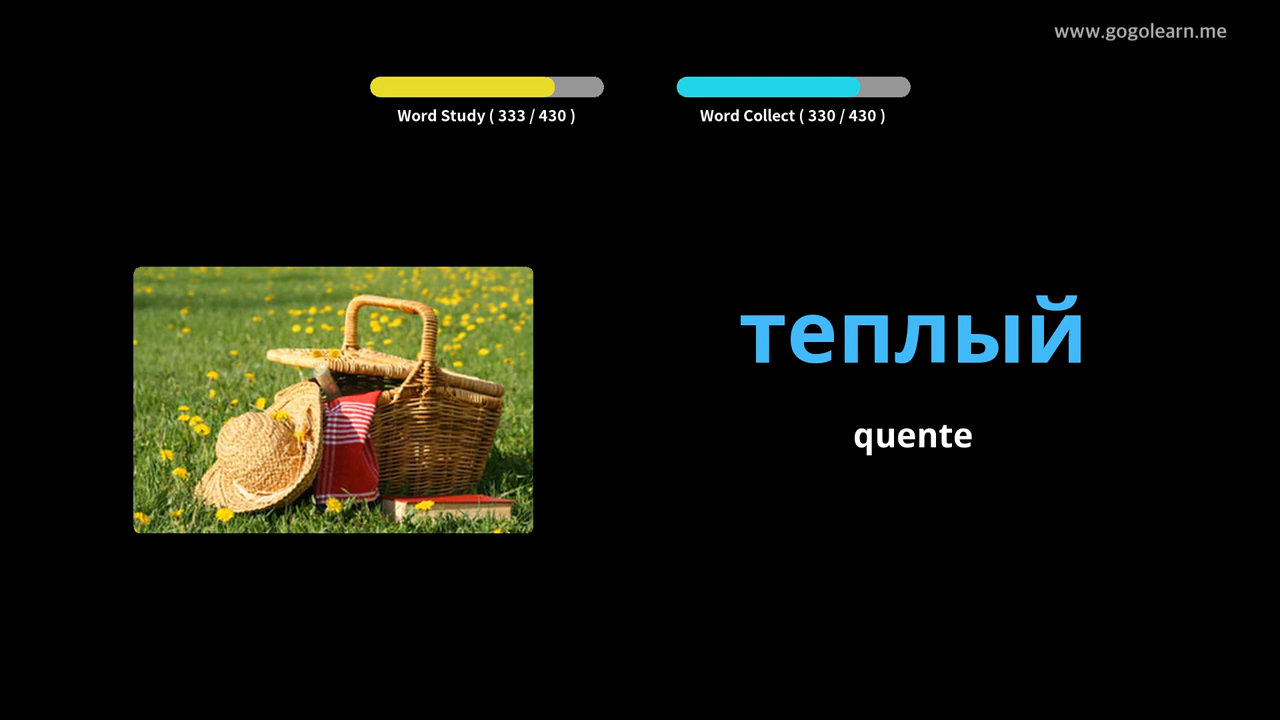 www.gogolearn.me
Word Study ( 333 / 430 )
Word Collect ( 330 / 430 )
теплый
quente